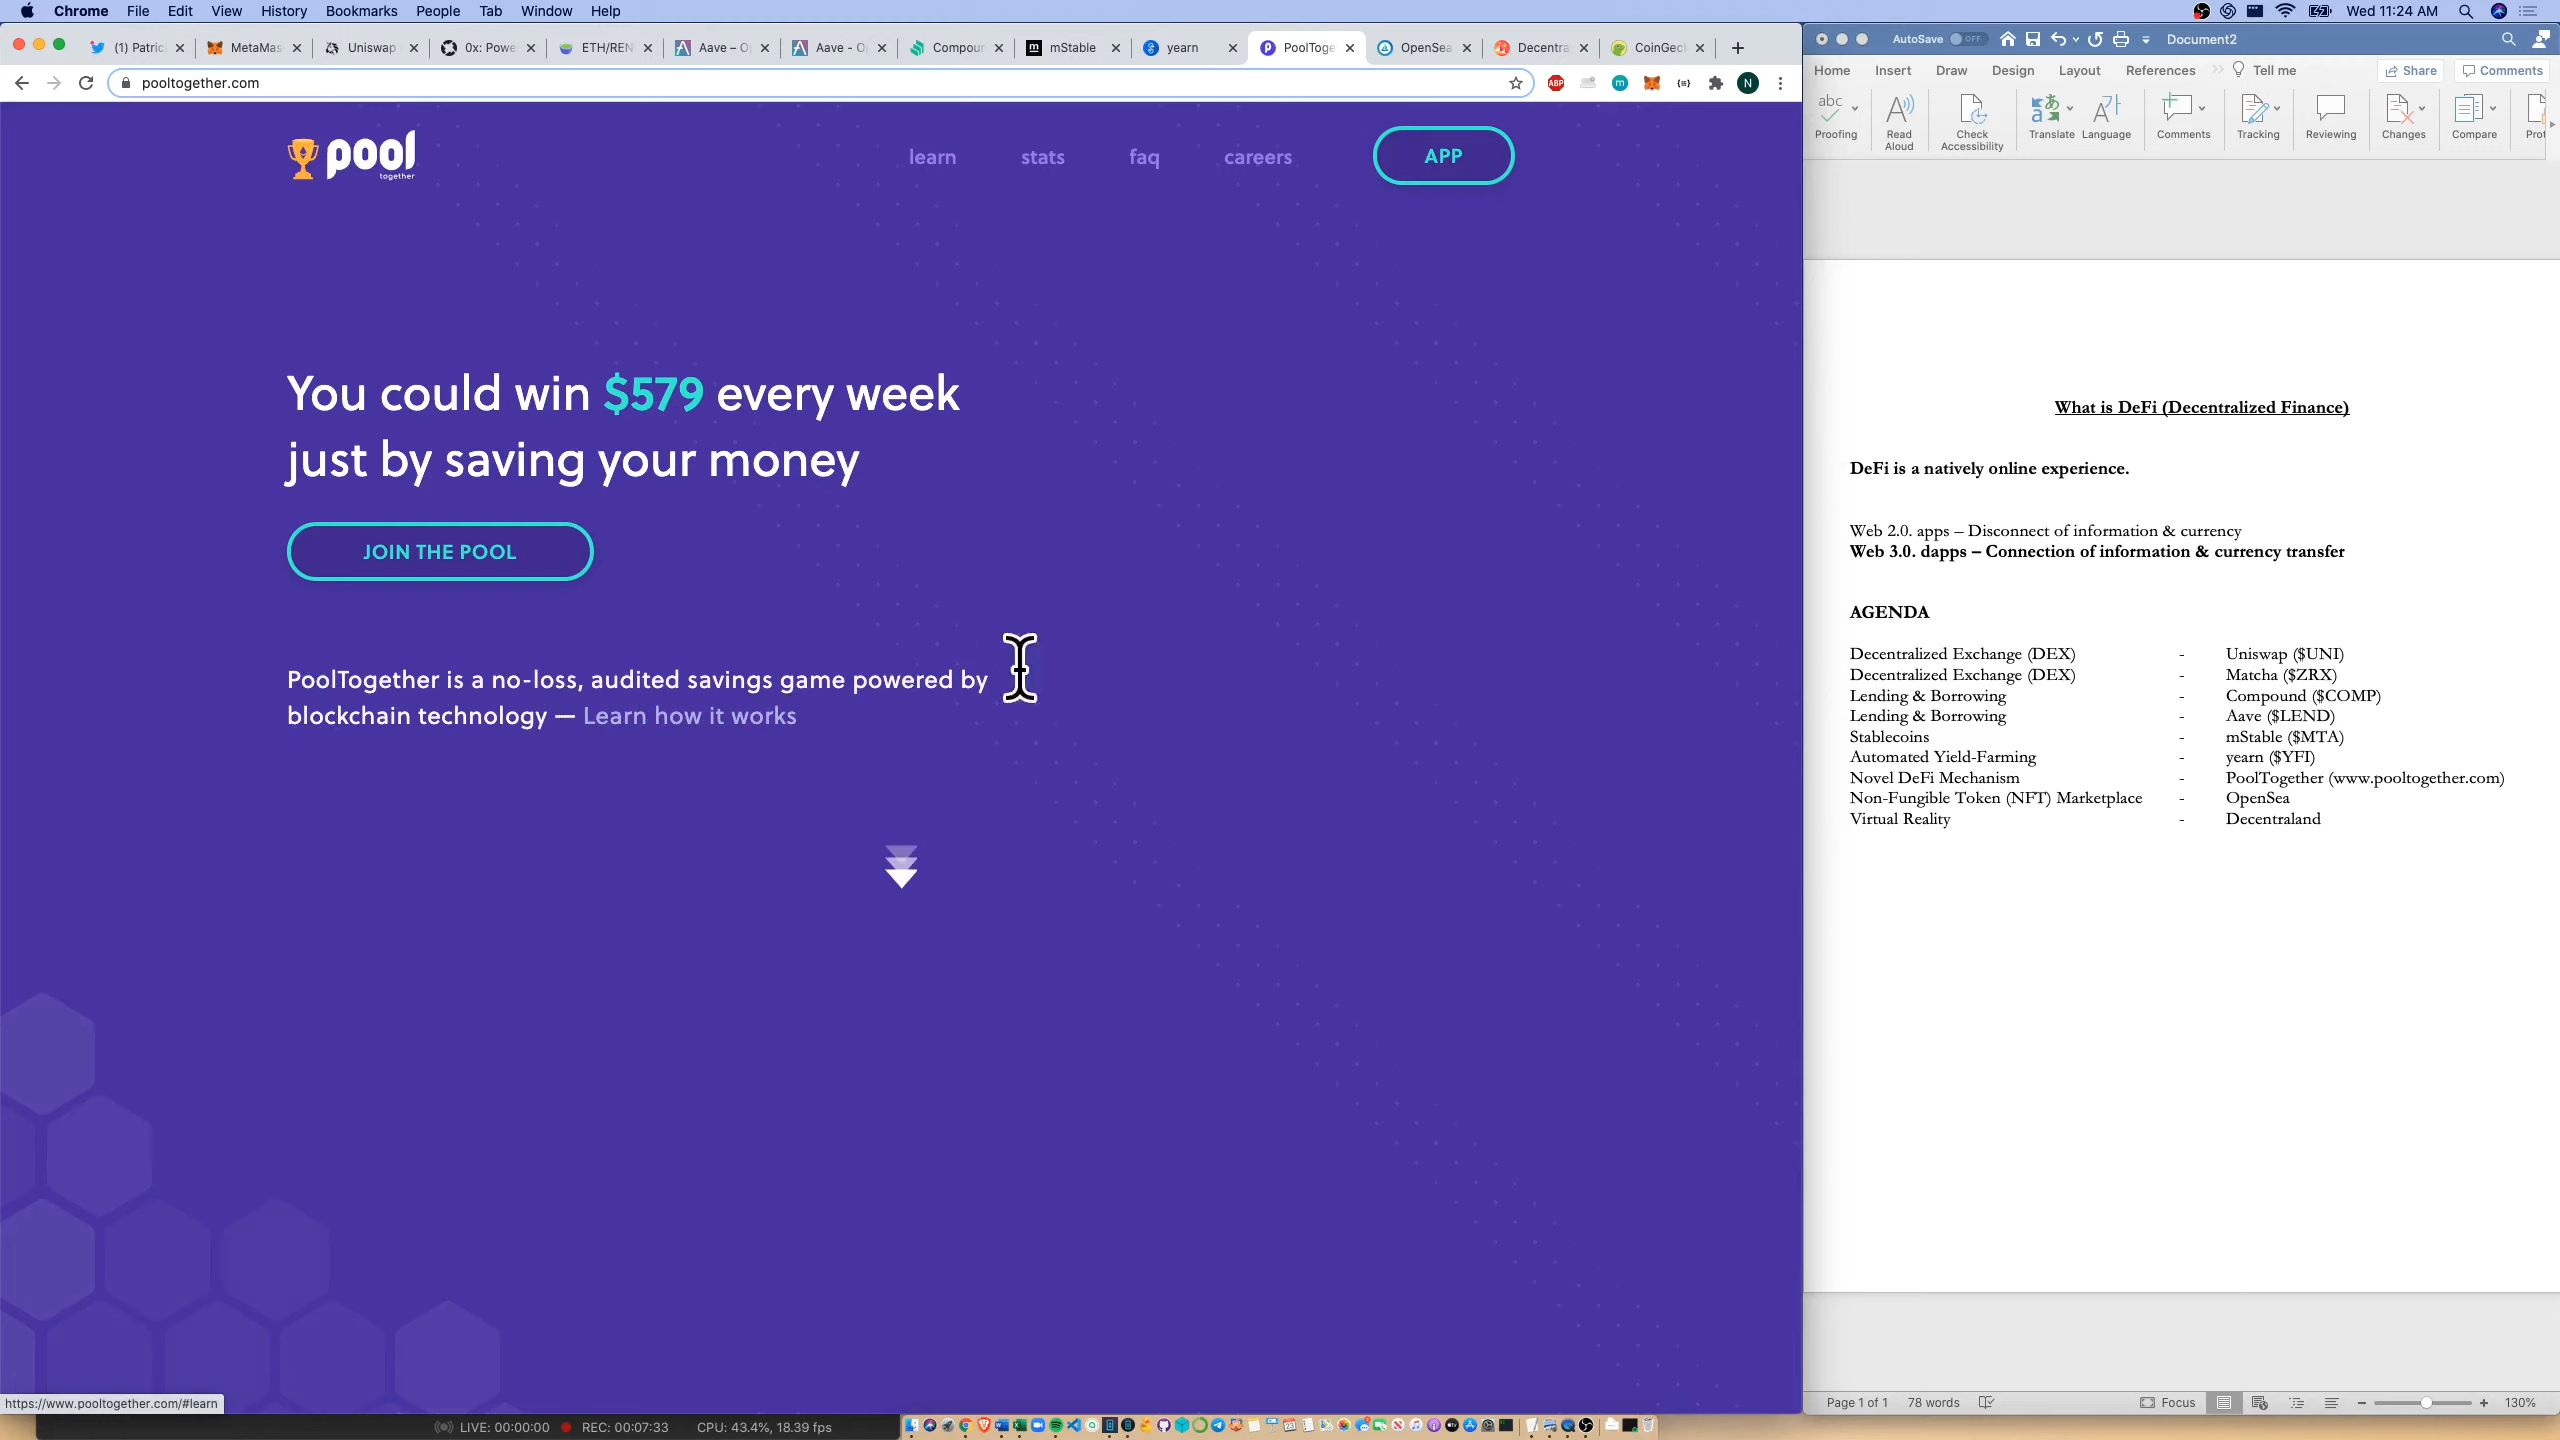 Chrome File Edit View History Bookmarks People Tab Window Help Wed 11:24 AM
(1) Patric MetaMas Uniswap 0x: Powe ETH/REN Aave – O Aave - O Compoun mStable yearn PoolToge OpenSea Decentra CoinGec
pooltogether.com ABP m N
pool
together
learn stats faq careers APP
You could win $579 every week
just by saving your money
JOIN THE POOL
PoolTogether is a no-loss, audited savings game powered by
blockchain technology — Learn how it works
https://www.pooltogether.com/#learn
LIVE: 00:00:00 REC: 00:07:33 CPU: 43.4%, 18.39 fps
AutoSave OFF Document2
Home Insert Draw Design Layout References Tell me Share Comments
abc
Proofing Read Aloud Check Accessibility Translate Language Comments Tracking Reviewing Changes Compare Prot
What is DeFi (Decentralized Finance)
DeFi is a natively online experience.
Web 2.0. apps – Disconnect of information & currency
Web 3.0. dapps – Connection of information & currency transfer
AGENDA
Decentralized Exchange (DEX) - Uniswap ($UNI)
Decentralized Exchange (DEX) - Matcha ($ZRX)
Lending & Borrowing - Compound ($COMP)
Lending & Borrowing - Aave ($LEND)
Stablecoins - mStable ($MTA)
Automated Yield-Farming - yearn ($YFI)
Novel DeFi Mechanism - PoolTogether (www.pooltogether.com)
Non-Fungible Token (NFT) Marketplace - OpenSea
Virtual Reality - Decentraland
Page 1 of 1 78 words Focus 130%